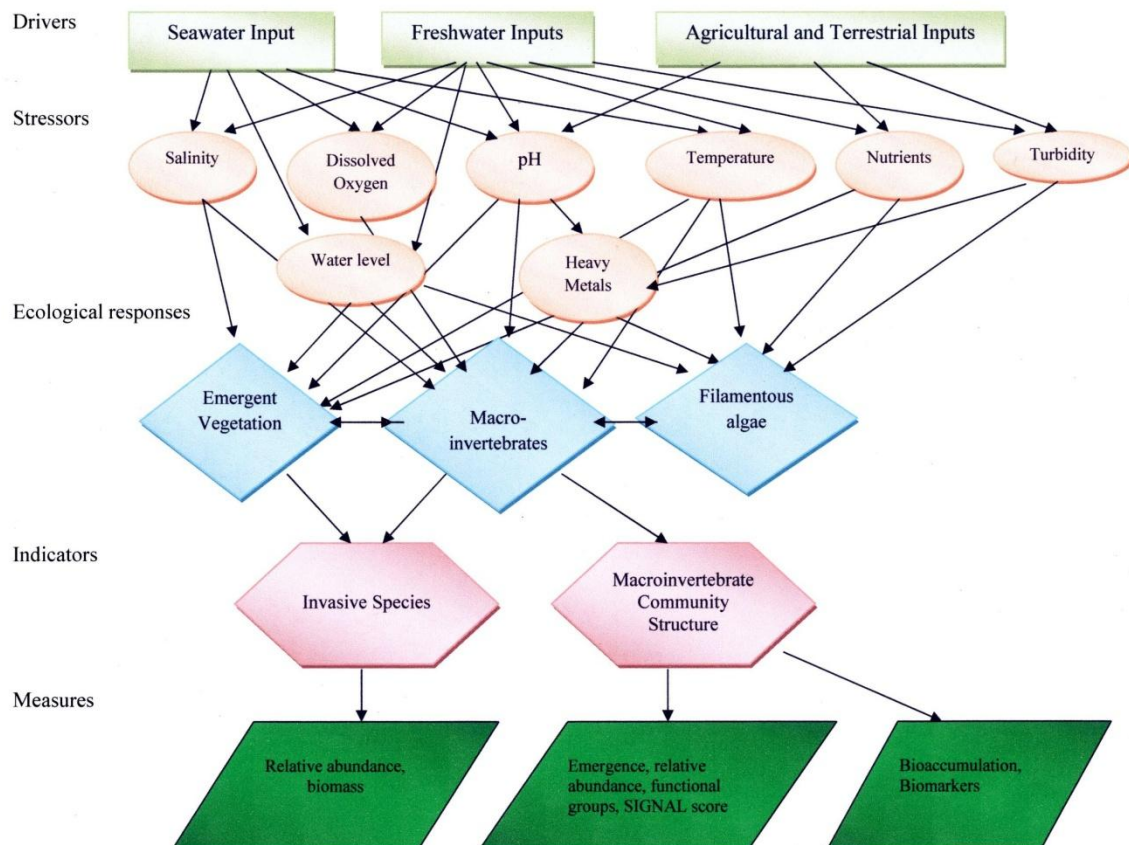 Drivers
Seawater Input
Freshwater Inputs
Agricultural and Terrestrial Inputs
Stressors
Salinity
Dissolved
Oxygen
pH
Temperature
Nutrients
Turbidity
Water level
Heavy
Metals
Ecological responses
Emergent
Vegetation
Macro-
invertebrates
Filamentous
algae
Indicators
Invasive Species
Macroinvertebrate
Community
Structure
Measures
Relative abundance,
biomass
Emergence, relative
abundance, functional
groups, SIGNAL score
Bioaccumulation,
Biomarkers